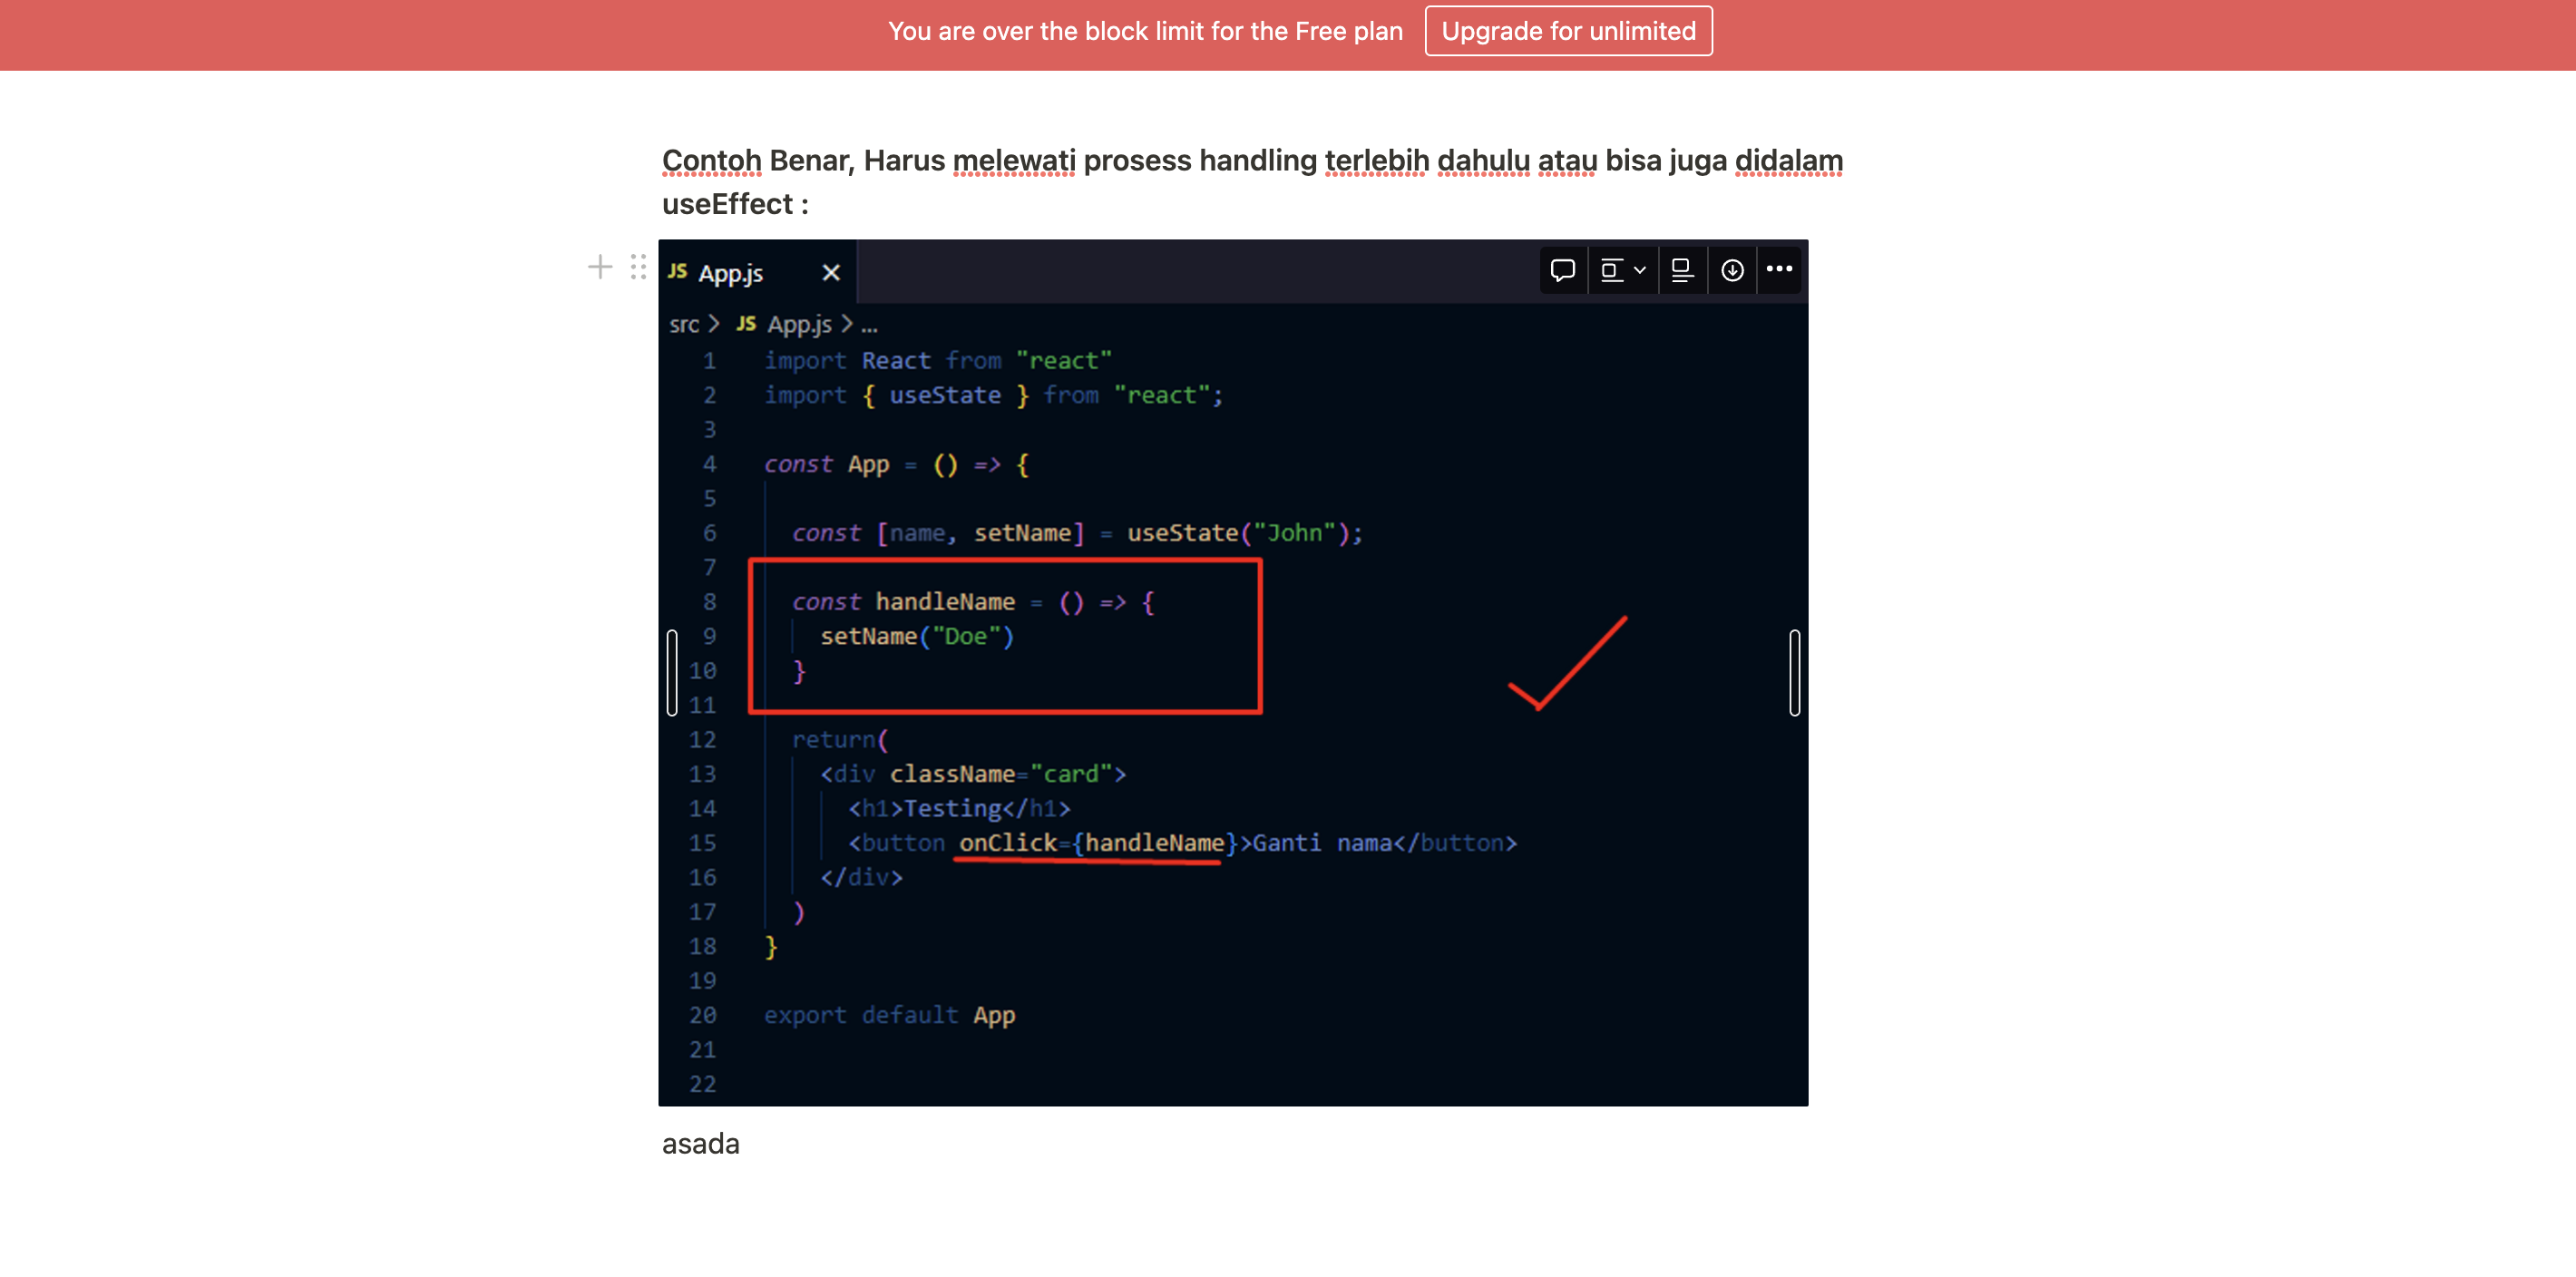 You are over the block limit for the Free plan Upgrade for unlimited
Contoh Benar, Harus melewati prosess handling terlebih dahulu atau bisa juga didalam
useEffect :
JS App.js ×
src > JS App.js > ...
1 import React from "react"
2 import { useState } from "react";
3
4 const App = () => {
5
6 const [name, setName] = useState("John");
7
8 const handleName = () => {
9 setName("Doe")
10 }
11
12 return(
13 <div className="card">
14 <h1>Testing</h1>
15 <button onClick={handleName}>Ganti nama</button>
16 </div>
17 )
18 }
19
20 export default App
21
22
asada